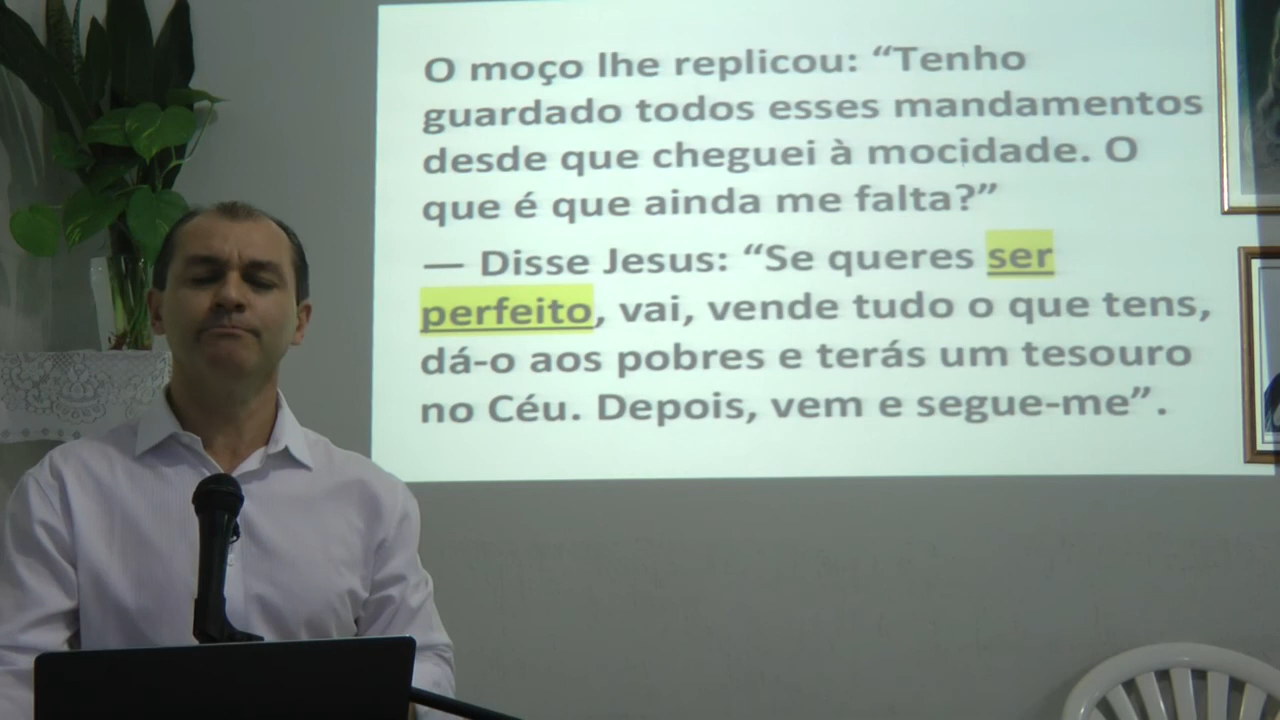 O moço lhe replicou: “Tenho
guardado todos esses mandamentos
desde que cheguei à mocidade. O
que é que ainda me falta?”
— Disse Jesus: “Se queres ser
perfeito, vai, vende tudo o que tens,
dá-o aos pobres e terás um tesouro
no Céu. Depois, vem e segue-me”.